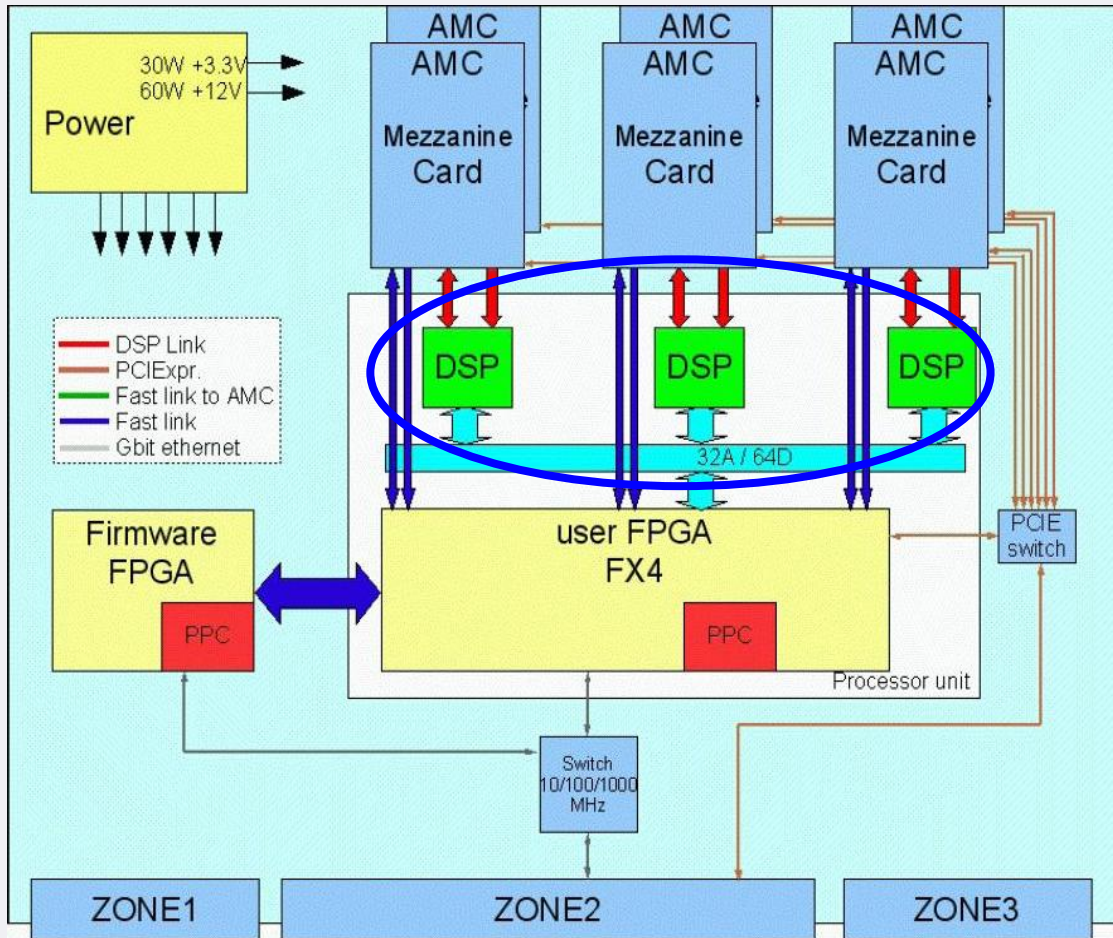 AMC
AMC
AMC
AMC
Mezzanine
Card
AMC
Mezzanine
Card
AMC
Mezzanine
Card
30W +3.3V
60W +12V
Power
DSP Link
PCIExpr.
Fast link to AMC
Fast link
Gbit ethernet
DSP
DSP
DSP
32A / 64D
Firmware
FPGA
PPC
user FPGA
FX4
PPC
Processor unit
PCIE
switch
Switch
10/100/1000
MHz
ZONE1
ZONE2
ZONE3